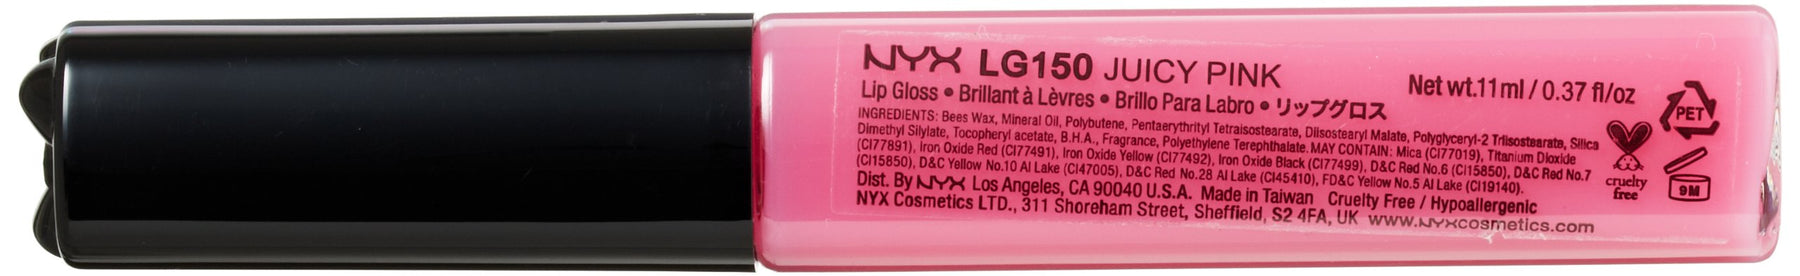 NYX LG150 JUICY PINK
Net wt.11ml / 0.37 fl/oz
Lip Gloss • Brillant à Lèvres • Brillo Para Labro • リップグロス
INGREDIENTS: Bees Wax, Mineral Oil, Polybutene, Pentaerythrityl Tetraisostearate, Diisostearyl Malate, Polyglyceryl-2 Triisostearate, Silica
Dimethyl Silylate, Tocopheryl acetate, B.H.A., Fragrance, Polyethylene Terephthalate. MAY CONTAIN: Mica (CI77019), Titanium Dioxide
(CI77891), Iron Oxide Red (CI77491), Iron Oxide Yellow (CI77492), Iron Oxide Black (CI77499), D&C Red No.6 (CI15850), D&C Red No.7
(CI15850), D&C Yellow No.10 Al Lake (CI47005), D&C Red No.28 Al Lake (CI45410), FD&C Yellow No.5 Al Lake (CI19140).
Dist. By NYX Los Angeles, CA 90040 U.S.A. Made in Taiwan Cruelty Free / Hypoallergenic
NYX Cosmetics LTD., 311 Shoreham Street, Sheffield, S2 4FA, UK www.NYXcosmetics.com
PET
cruelty
free
9M